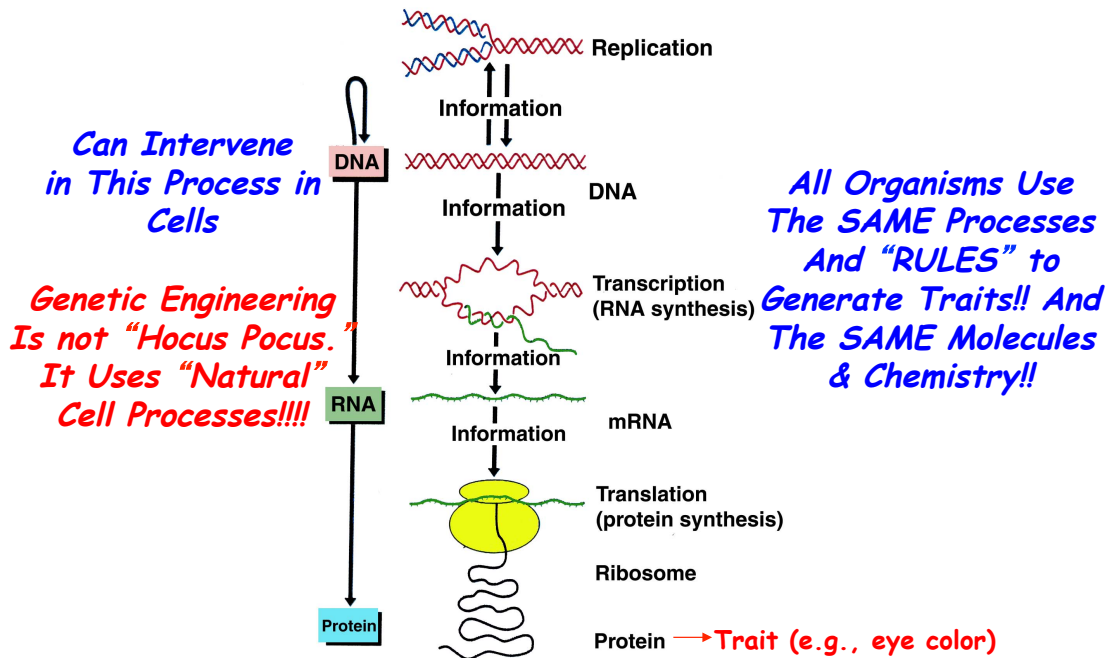 Replication
Information
Can Intervene
in This Process in
Cells
DNA
DNA
Information
All Organisms Use
The SAME Processes
And “RULES” to
Generate Traits!! And
The SAME Molecules
& Chemistry!!
Genetic Engineering
Is not “Hocus Pocus.”
It Uses “Natural”
Cell Processes!!!!
Transcription
(RNA synthesis)
Information
RNA
mRNA
Information
Translation
(protein synthesis)
Ribosome
Protein
Protein
Trait (e.g., eye color)